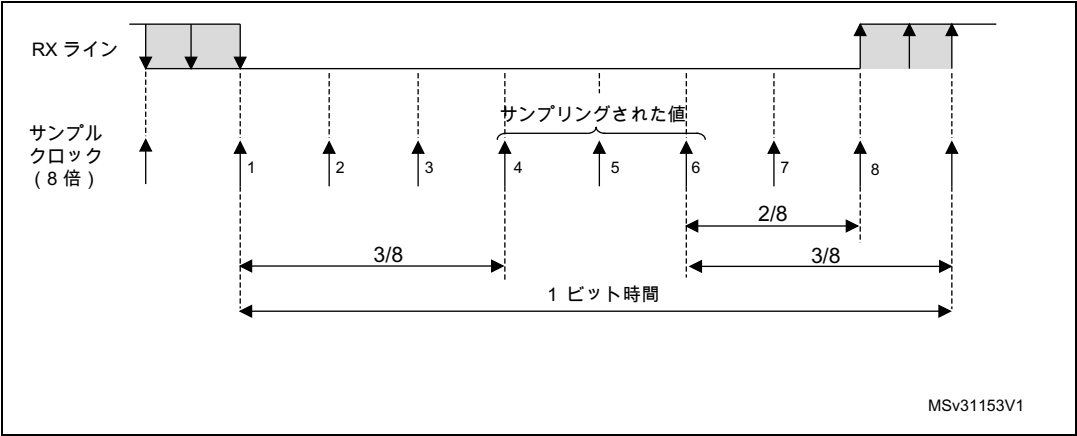 RX ライン
サンプリングされた値
サンプル
クロック
(8 倍)
1 2 3 4 5 6 7 8
2/8
3/8 3/8
1 ビット時間
MSv31153V1